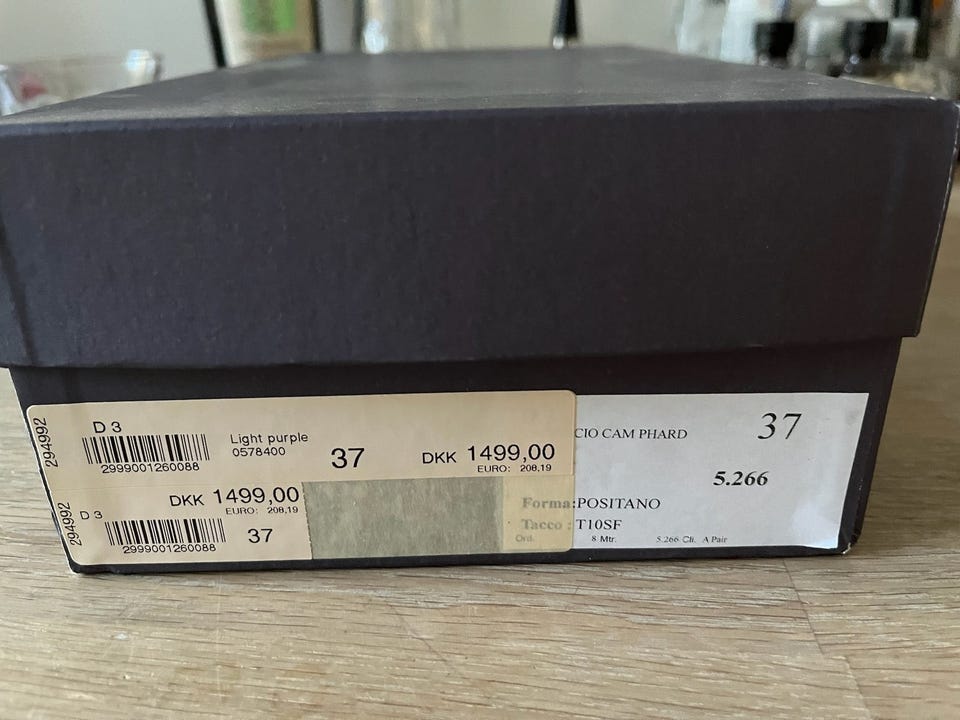 294992
D 3
2999001260088
Light purple
0578400
37
DKK 1499,00
EURO: 208,19
294992
D 3
DKK 1499,00
EURO: 208,19
2999001260088
37
CIO CAM PHARD
37
5.266
Forma:POSITANO
Tacco : T10SF
Ord. 8 Mtr. 5.266 Cli. A Pair